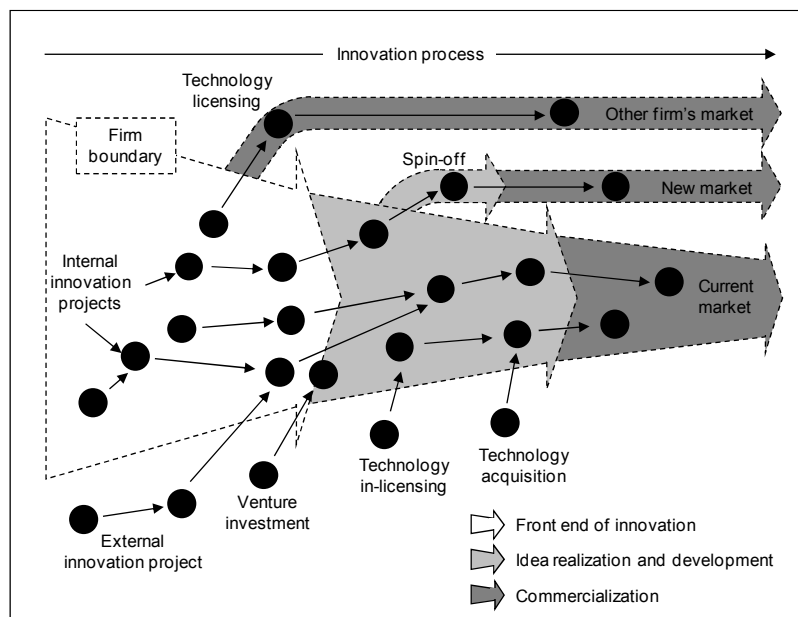 Innovation process
Technology
licensing
Other firm's market
Firm
boundary
Spin-off
New market
Internal
innovation
projects
Current
market
Technology
in-licensing
Technology
acquisition
Venture
investment
External
innovation project
Front end of innovation
Idea realization and development
Commercialization